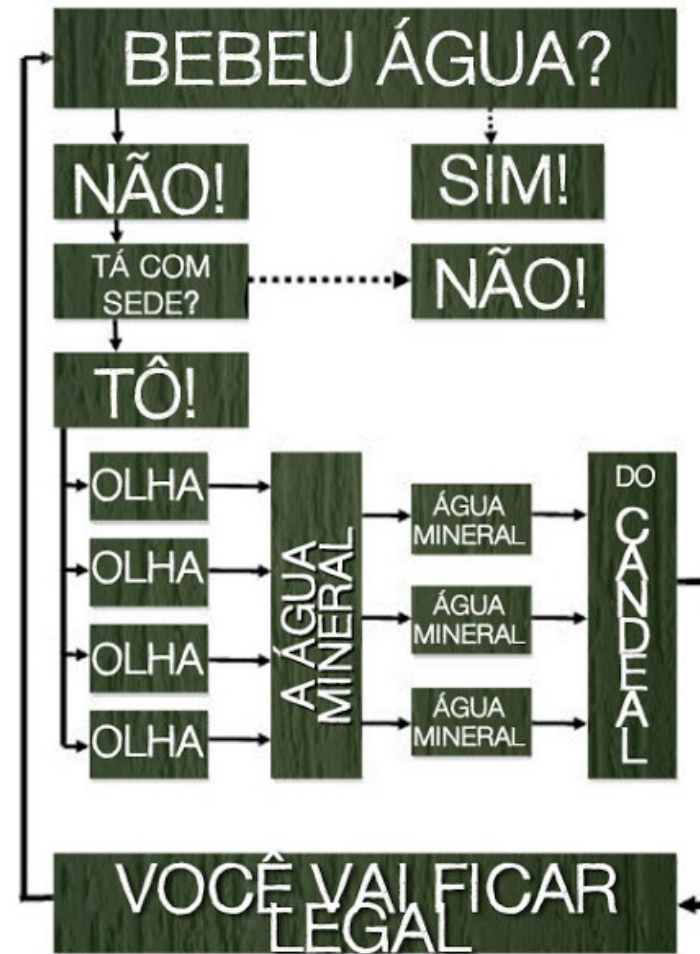 BEBEU ÁGUA?
NÃO!
SIM!
TÁ COM
SEDE?
NÃO!
TÔ!
OLHA
OLHA
OLHA
OLHA
A ÁGUA
MINERAL
ÁGUA
MINERAL
ÁGUA
MINERAL
ÁGUA
MINERAL
DO
CANDEAL
VOCÊ VAI FICAR
LEGAL